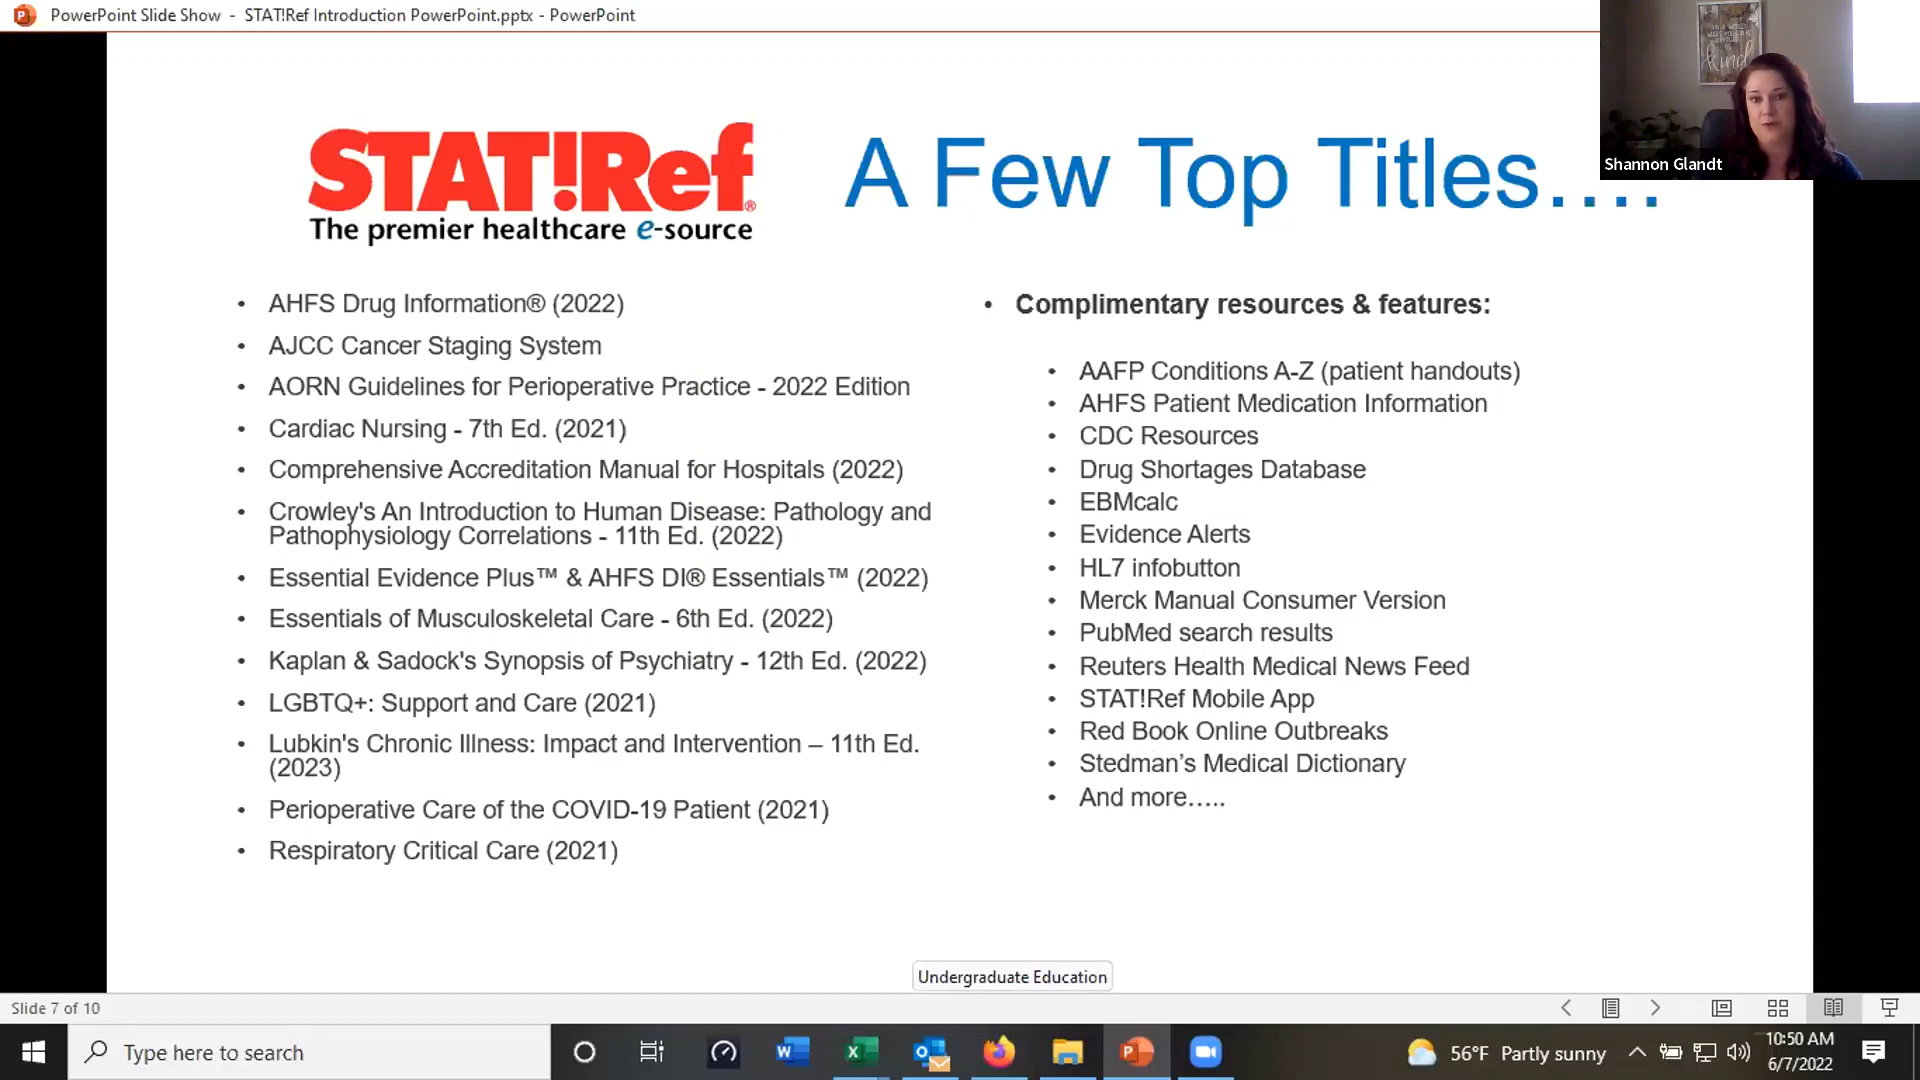 PowerPoint Slide Show - STAT!Ref Introduction PowerPoint.pptx - PowerPoint
kind
Shannon Glandt
STAT!Ref®
The premier healthcare e-source
A Few Top Titles….
• AHFS Drug Information® (2022)
• AJCC Cancer Staging System
• AORN Guidelines for Perioperative Practice - 2022 Edition
• Cardiac Nursing - 7th Ed. (2021)
• Comprehensive Accreditation Manual for Hospitals (2022)
• Crowley's An Introduction to Human Disease: Pathology and
Pathophysiology Correlations - 11th Ed. (2022)
• Essential Evidence Plus™ & AHFS DI® Essentials™ (2022)
• Essentials of Musculoskeletal Care - 6th Ed. (2022)
• Kaplan & Sadock's Synopsis of Psychiatry - 12th Ed. (2022)
• LGBTQ+: Support and Care (2021)
• Lubkin's Chronic Illness: Impact and Intervention – 11th Ed.
(2023)
• Perioperative Care of the COVID-19 Patient (2021)
• Respiratory Critical Care (2021)
• Complimentary resources & features:
• AAFP Conditions A-Z (patient handouts)
• AHFS Patient Medication Information
• CDC Resources
• Drug Shortages Database
• EBMcalc
• Evidence Alerts
• HL7 infobutton
• Merck Manual Consumer Version
• PubMed search results
• Reuters Health Medical News Feed
• STAT!Ref Mobile App
• Red Book Online Outbreaks
• Stedman’s Medical Dictionary
• And more…..
Undergraduate Education
Slide 7 of 10
Type here to search
56°F Partly sunny
10:50 AM
6/7/2022